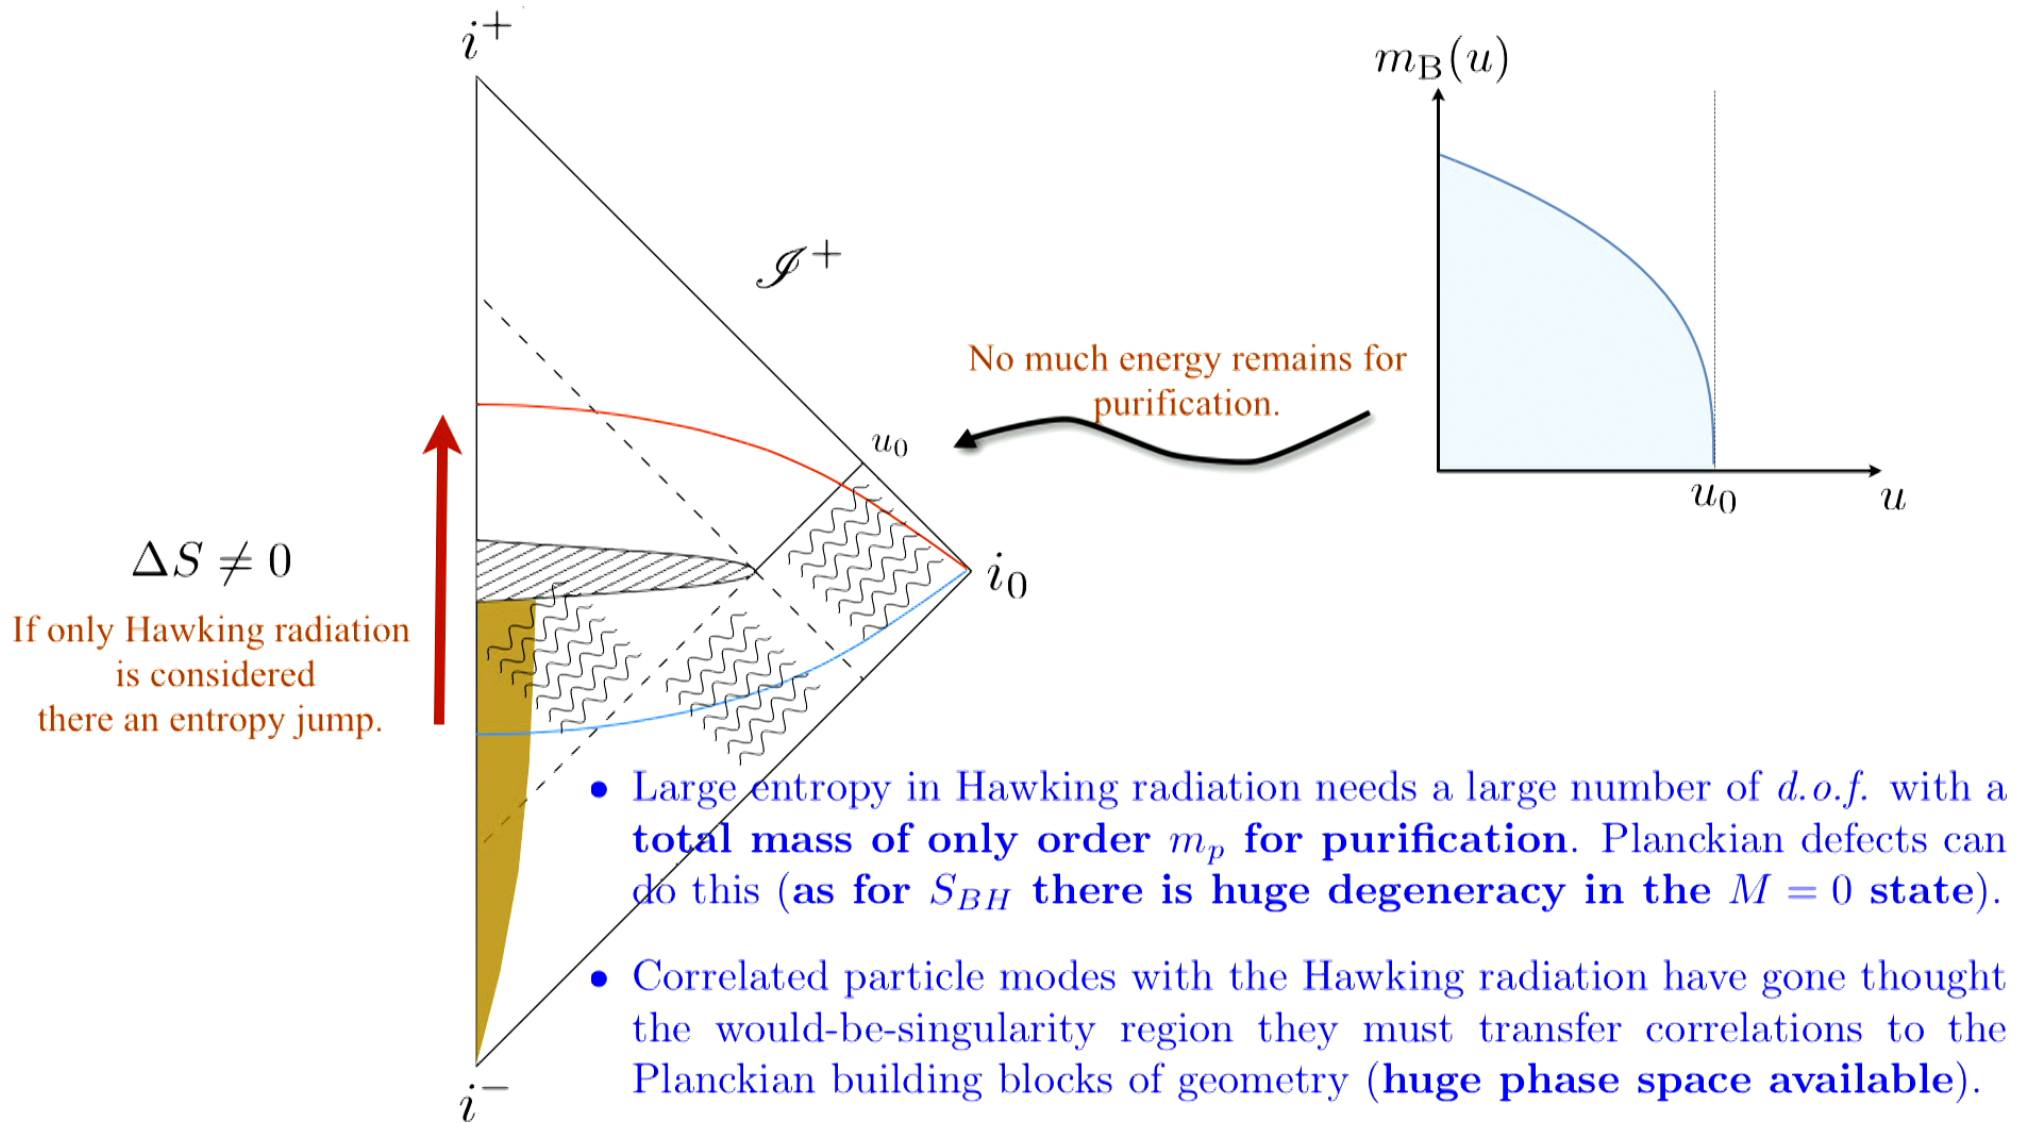 i⁺
m_B(u)
𝓘⁺
No much energy remains for
purification.
u₀
u₀
u
ΔS ≠ 0
i₀
If only Hawking radiation
is considered
there an entropy jump.
• Large entropy in Hawking radiation needs a large number of d.o.f. with a
total mass of only order m_p for purification. Planckian defects can
do this (as for S_BH there is huge degeneracy in the M = 0 state).
• Correlated particle modes with the Hawking radiation have gone thought
the would-be-singularity region they must transfer correlations to the
Planckian building blocks of geometry (huge phase space available).
i⁻